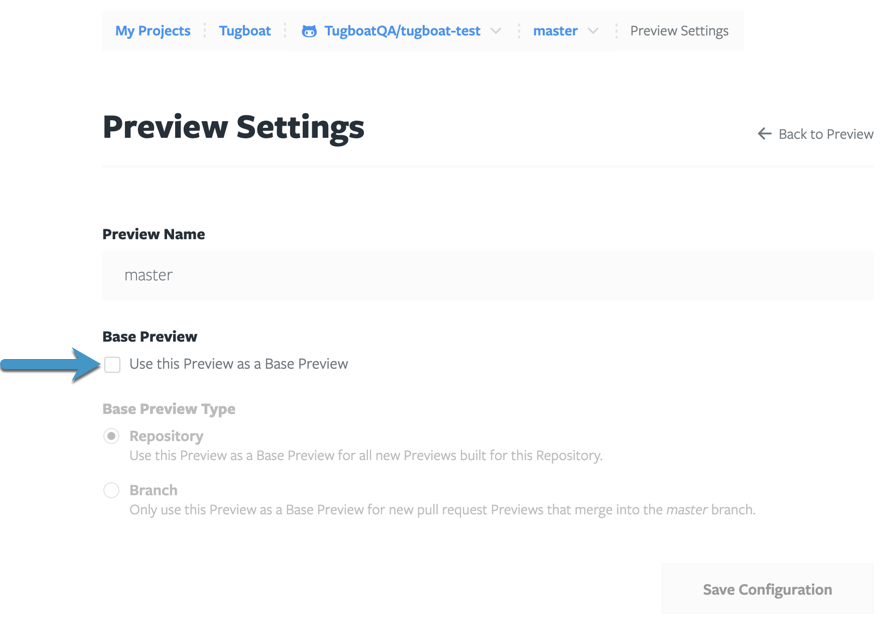 My Projects Tugboat TugboatQA/tugboat-test master Preview Settings
Preview Settings
Back to Preview
Preview Name
master
Base Preview
Use this Preview as a Base Preview
Base Preview Type
Repository
Use this Preview as a Base Preview for all new Previews built for this Repository.
Branch
Only use this Preview as a Base Preview for new pull request Previews that merge into the master branch.
Save Configuration